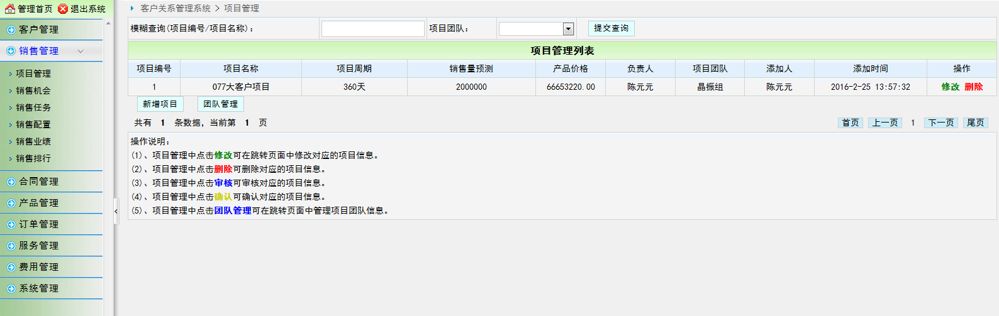 管理首页 退出系统
客户管理
销售管理
项目管理
销售机会
销售任务
销售配置
销售业绩
销售排行
合同管理
产品管理
订单管理
服务管理
费用管理
系统管理
客户关系管理系统 > 项目管理
模糊查询(项目编号/项目名称): 项目团队: 提交查询
项目管理列表
项目编号 项目名称 项目周期 销售量预测 产品价格 负责人 项目团队 添加人 添加时间 操作
1 077大客户项目 360天 2000000 66653220.00 陈元元 晶振组 陈元元 2016-2-25 13:57:32 修改 删除
新增项目 团队管理
共有 1 条数据, 当前第 1 页 首页 上一页 1 下一页 尾页
操作说明:
(1)、项目管理中点击修改可在跳转页面中修改对应的项目信息。
(2)、项目管理中点击删除可删除对应的项目信息。
(3)、项目管理中点击审核可审核对应的项目信息。
(4)、项目管理中点击确认可确认对应的项目信息。
(5)、项目管理中点击团队管理可在跳转页面中管理项目团队信息。